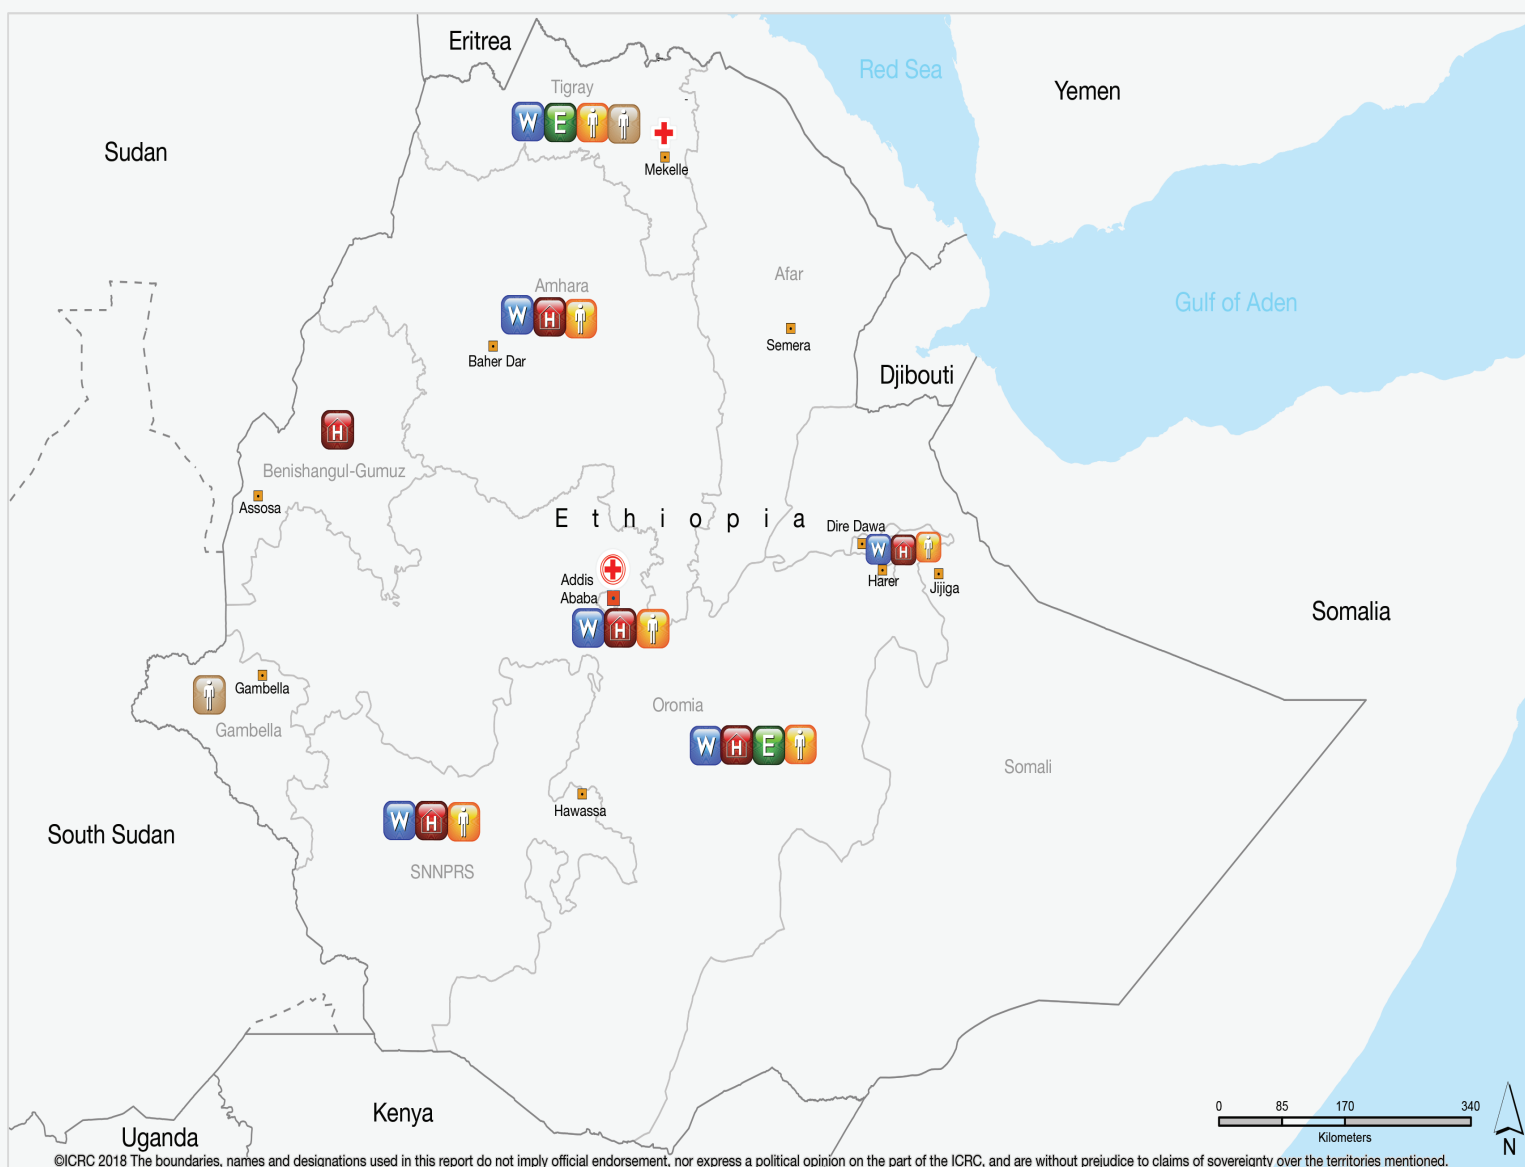 Eritrea
Red Sea
Yemen
Tigray
W E
Sudan
Mekelle
Afar
Amhara
W H
Gulf of Aden
Semera
Baher Dar
Djibouti
H
Benishangul-Gumuz
Assosa
Ethiopia
Dire Dawa
W H
Harer
Jijiga
Addis
Ababa
W H
Somalia
Gambella
Gambella
Oromia
W H E
Somali
Hawassa
W H
South Sudan
SNNPRS
Kenya
Uganda
0 85 170 340
Kilometers
N
©ICRC 2018 The boundaries, names and designations used in this report do not imply official endorsement, nor express a political opinion on the part of the ICRC, and are without prejudice to claims of sovereignty over the territories mentioned.